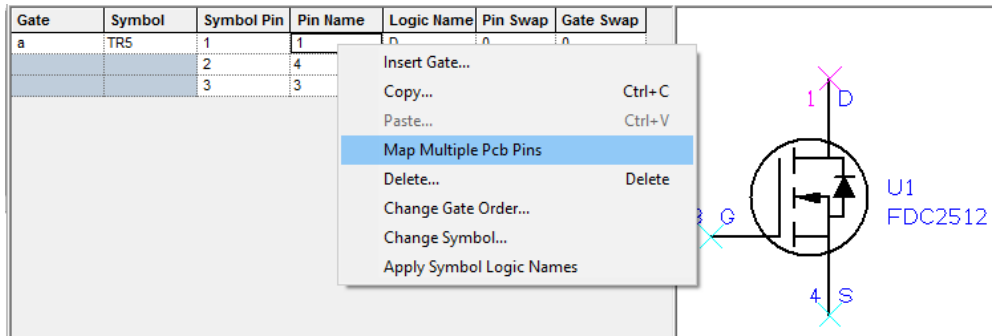 Gate Symbol Symbol Pin Pin Name Logic Name Pin Swap Gate Swap
a TR5 1 1 D 0 0
2 4
3 3
Insert Gate...
Copy... Ctrl+C
Paste... Ctrl+V
Map Multiple Pcb Pins
Delete... Delete
Change Gate Order...
Change Symbol...
Apply Symbol Logic Names
1 D
U1
FDC2512
3 G
4 S